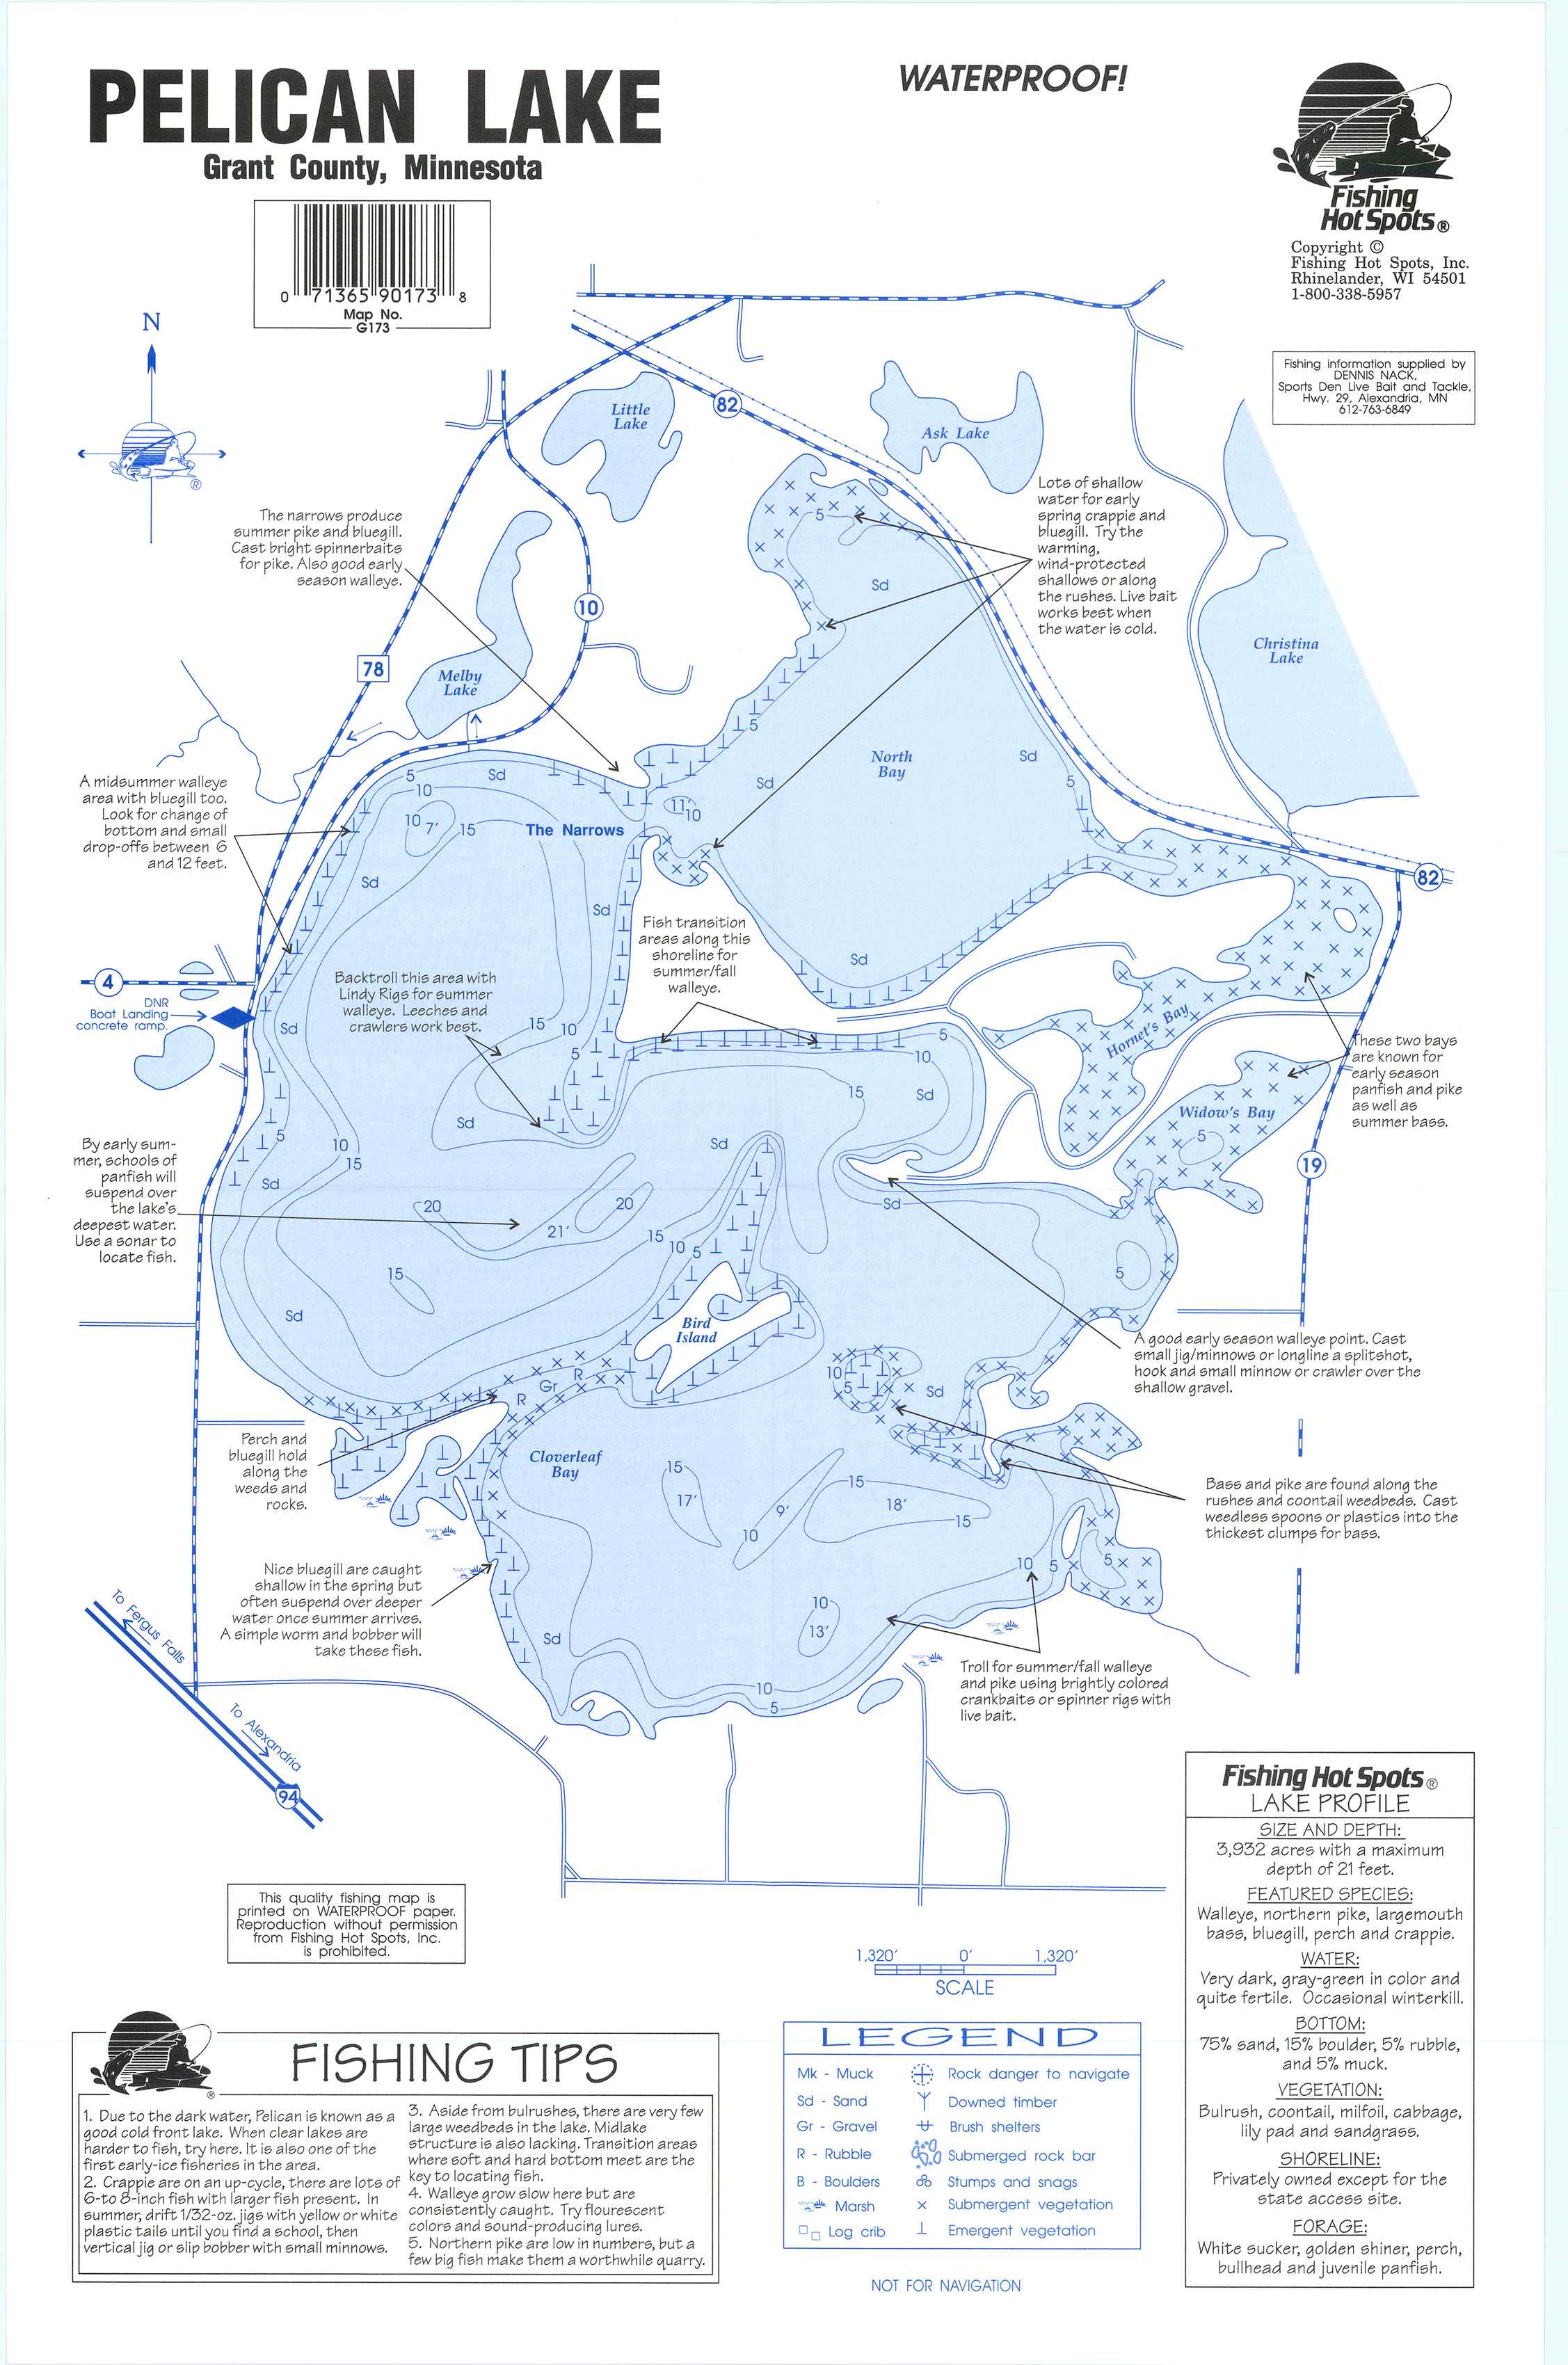 PELICAN LAKE
Grant County, Minnesota
WATERPROOF!
Fishing
Hot Spots®
Copyright ©
Fishing Hot Spots, Inc.
Rhinelander, WI 54501
1-800-338-5957
0 71365 90173 8
Map No.
G173
Fishing information supplied by
DENNIS NACK,
Sports Den Live Bait and Tackle,
Hwy. 29, Alexandria, MN
612-763-6849
N
®
82
Little
Lake
Ask Lake
Lots of shallow
water for early
spring crappie and
bluegill. Try the
warming,
wind-protected
shallows or along
the rushes. Live bait
works best when
the water is cold.
The narrows produce
summer pike and bluegill.
Cast bright spinnerbaits
for pike. Also good early
season walleye.
5
Sd
10
78
Melby
Lake
Christina
Lake
5
North
Bay
Sd
Sd
5
A midsummer walleye
area with bluegill too.
Look for change of
bottom and small
drop-offs between 6
and 12 feet.
5
Sd
10
10
7'
15
The Narrows
11'
10
82
Sd
Sd
Fish transition
areas along this
shoreline for
summer/fall
walleye.
Sd
4
DNR
Boat Landing
concrete ramp.
Backtroll this area with
Lindy Rigs for summer
walleye. Leeches and
crawlers work best.
Sd
15
10
5
5
10
Hornet's Bay
These two bays
are known for
early season
panfish and pike
as well as
summer bass.
15
Sd
Widow's Bay
5
Sd
Sd
5
10
15
Sd
19
By early sum-
mer, schools of
panfish will
suspend over
the lake's
deepest water.
Use a sonar to
locate fish.
20
20
21'
15
10
5
Sd
5
15
Sd
Bird
Island
A good early season walleye point. Cast
small jig/minnows or longline a splitshot,
hook and small minnow or crawler over the
shallow gravel.
10
5
Sd
R
Gr
R
Perch and
bluegill hold
along the
weeds and
rocks.
Cloverleaf
Bay
15
17'
9'
10
15
18'
15
Bass and pike are found along the
rushes and coontail weedbeds. Cast
weedless spoons or plastics into the
thickest clumps for bass.
Nice bluegill are caught
shallow in the spring but
often suspend over deeper
water once summer arrives.
A simple worm and bobber will
take these fish.
10
5
5
10
13'
Sd
10
5
Troll for summer/fall walleye
and pike using brightly colored
crankbaits or spinner rigs with
live bait.
To Fergus Falls
To Alexandria
94
This quality fishing map is
printed on WATERPROOF paper.
Reproduction without permission
from Fishing Hot Spots, Inc.
is prohibited.
1,320' 0' 1,320'
SCALE
Fishing Hot Spots®
LAKE PROFILE
SIZE AND DEPTH:
3,932 acres with a maximum
depth of 21 feet.
FEATURED SPECIES:
Walleye, northern pike, largemouth
bass, bluegill, perch and crappie.
WATER:
Very dark, gray-green in color and
quite fertile. Occasional winterkill.
BOTTOM:
75% sand, 15% boulder, 5% rubble,
and 5% muck.
VEGETATION:
Bulrush, coontail, milfoil, cabbage,
lily pad and sandgrass.
SHORELINE:
Privately owned except for the
state access site.
FORAGE:
White sucker, golden shiner, perch,
bullhead and juvenile panfish.
®
FISHING TIPS
1. Due to the dark water, Pelican is known as a
good cold front lake. When clear lakes are
harder to fish, try here. It is also one of the
first early-ice fisheries in the area.
2. Crappie are on an up-cycle, there are lots of
6-to 8-inch fish with larger fish present. In
summer, drift 1/32-oz. jigs with yellow or white
plastic tails until you find a school, then
vertical jig or slip bobber with small minnows.
3. Aside from bulrushes, there are very few
large weedbeds in the lake. Midlake
structure is also lacking. Transition areas
where soft and hard bottom meet are the
key to locating fish.
4. Walleye grow slow here but are
consistently caught. Try flourescent
colors and sound-producing lures.
5. Northern pike are low in numbers, but a
few big fish make them a worthwhile quarry.
LEGEND
Mk - Muck
Sd - Sand
Gr - Gravel
R - Rubble
B - Boulders
Marsh
Log crib
Rock danger to navigate
Downed timber
Brush shelters
Submerged rock bar
Stumps and snags
Submergent vegetation
Emergent vegetation
NOT FOR NAVIGATION